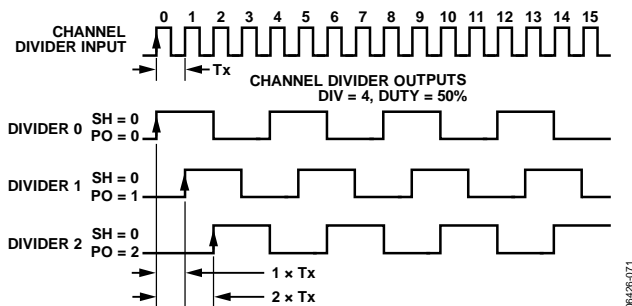 0 1 2 3 4 5 6 7 8 9 10 11 12 13 14 15
CHANNEL
DIVIDER INPUT
Tx
CHANNEL DIVIDER OUTPUTS
DIV = 4, DUTY = 50%
DIVIDER 0 SH = 0
PO = 0
DIVIDER 1 SH = 0
PO = 1
DIVIDER 2 SH = 0
PO = 2
1 × Tx
2 × Tx
06426-071